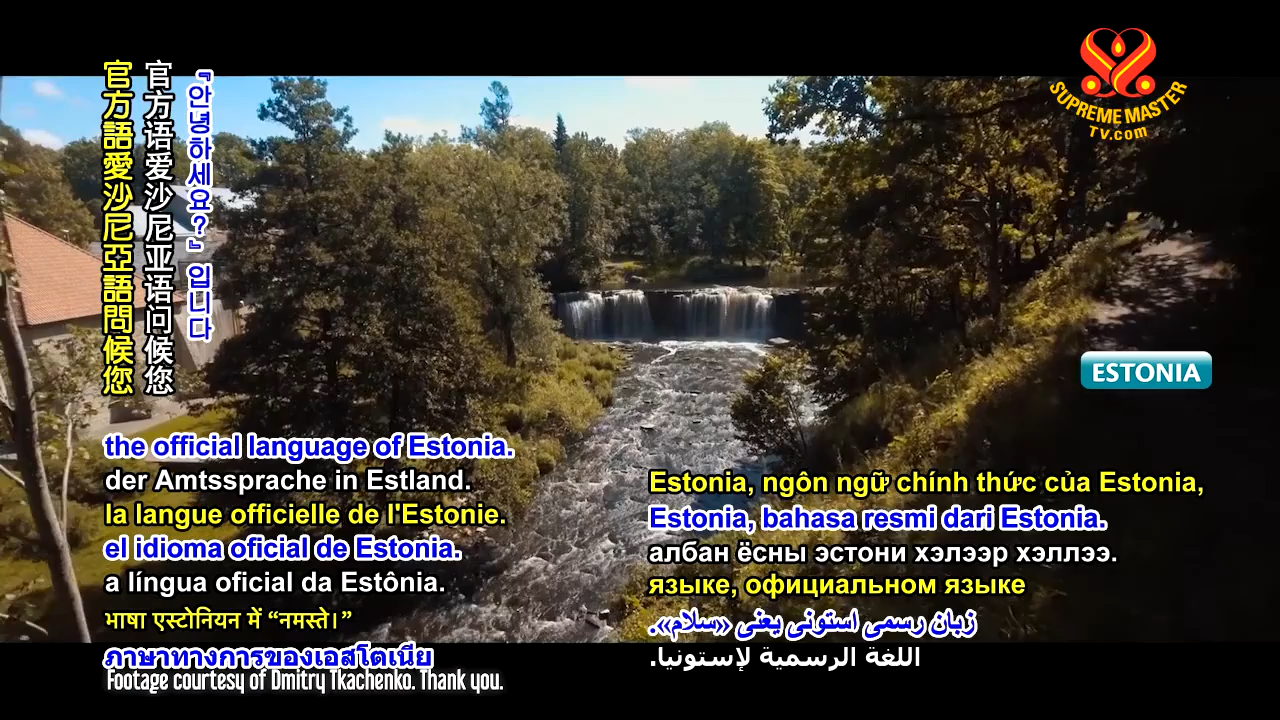 『안녕하세요?』 입니다
官方语爱沙尼亚语问候您
官方語愛沙尼亞語問候您
SUPREME MASTER
TV.com
ESTONIA
the official language of Estonia.
der Amtssprache in Estland.
la langue officielle de l'Estonie.
el idioma oficial de Estonia.
a língua oficial da Estônia.
भाषा एस्टोनियन में “नमस्ते।”
ภาษาทางการของเอสโตเนีย
Footage courtesy of Dmitry Tkachenko. Thank you.
Estonia, ngôn ngữ chính thức của Estonia,
Estonia, bahasa resmi dari Estonia.
албан ёсны эстони хэлээр хэллээ.
языке, официальном языке
زبان رسمی استونی یعنی «سلام».
اللغة الرسمية لإستونيا.